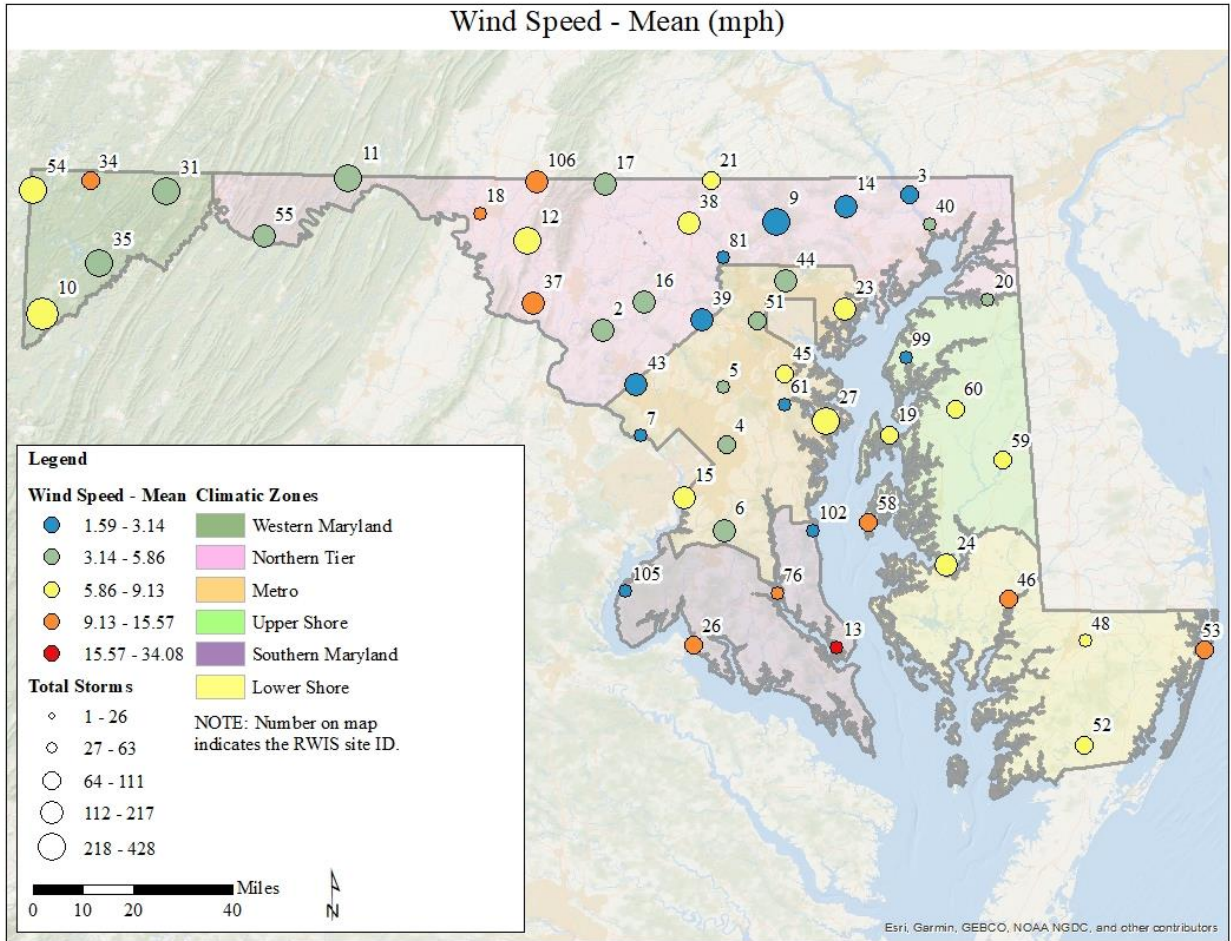 Wind Speed - Mean (mph)
54
34
31
11
106
17
21
14
3
18
12
38
9
40
55
35
81
10
37
16
39
44
23
20
2
51
99
43
5
45
61
27
60
7
4
19
59
15
6
102
58
24
105
76
46
26
13
48
53
52
Legend
Wind Speed - Mean
1.59 - 3.14
3.14 - 5.86
5.86 - 9.13
9.13 - 15.57
15.57 - 34.08
Total Storms
1 - 26
27 - 63
64 - 111
112 - 217
218 - 428
Climatic Zones
Western Maryland
Northern Tier
Metro
Upper Shore
Southern Maryland
Lower Shore
NOTE: Number on map
indicates the RWIS site ID.
Miles
0 10 20 40
N
Esri, Garmin, GEBCO, NOAA NGDC, and other contributors